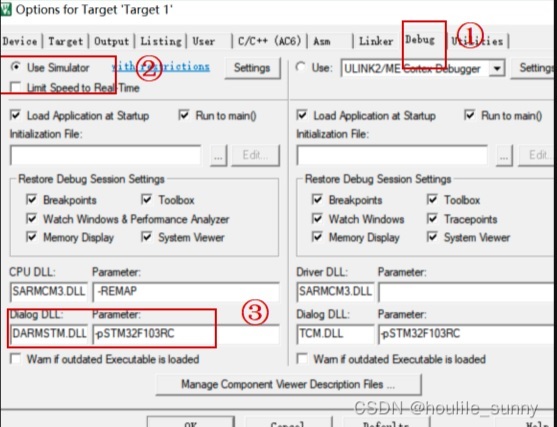 Options for Target 'Target 1'
①
Device Target Output Listing User C/C++ (AC6) Asm Linker Debug Utilities
Use Simulator with restrictions ② Settings
Use: ULINK2/ME Cortex Debugger Settings
Limit Speed to Real-Time
Load Application at Startup Run to main()
Load Application at Startup Run to main()
Initialization File:
Initialization File:
... Edit...
... Edit...
Restore Debug Session Settings
Restore Debug Session Settings
Breakpoints Toolbox
Breakpoints Toolbox
Watch Windows & Performance Analyzer
Watch Windows Tracepoints
Memory Display System Viewer
Memory Display System Viewer
CPU DLL: Parameter:
Driver DLL: Parameter:
SARMCM3.DLL -REMAP
SARMCM3.DLL
③
Dialog DLL: Parameter:
Dialog DLL: Parameter:
DARMSTM.DLL -pSTM32F103RC
TCM.DLL -pSTM32F103RC
Warn if outdated Executable is loaded
Warn if outdated Executable is loaded
Manage Component Viewer Description Files ...
CSDN @houlile_sunny
OK Cancel Defaults Help